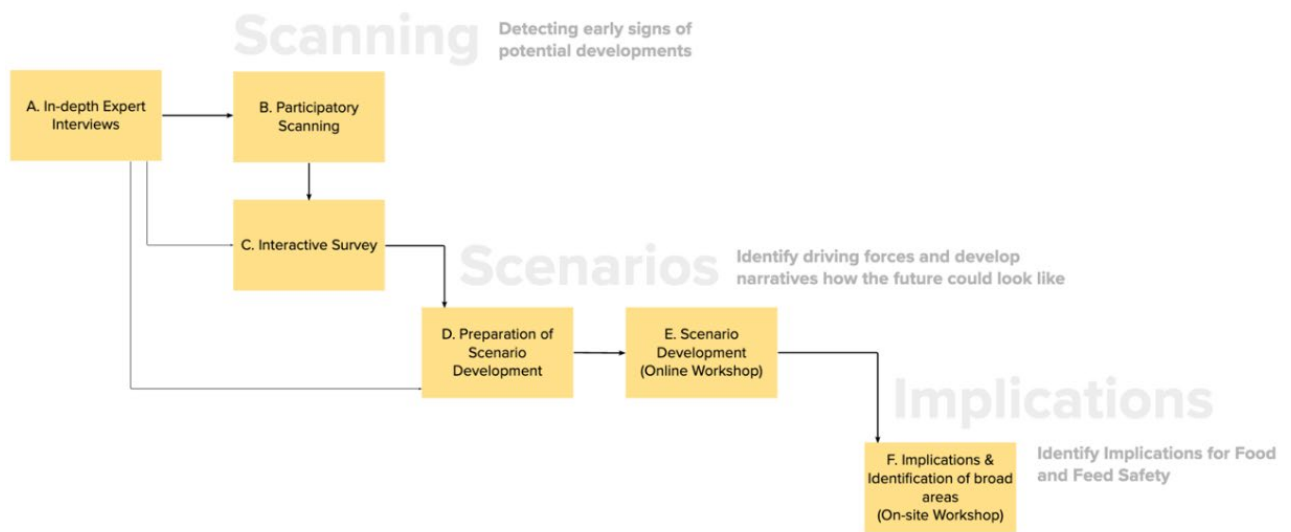 Scanning
Detecting early signs of
potential developments
A. In-depth Expert
Interviews
B. Participatory
Scanning
C. Interactive Survey
Scenarios
Identify driving forces and develop
narratives how the future could look like
D. Preparation of
Scenario
Development
E. Scenario
Development
(Online Workshop)
Implications
Identify Implications for Food
and Feed Safety
F. Implications &
Identification of broad
areas
(On-site Workshop)